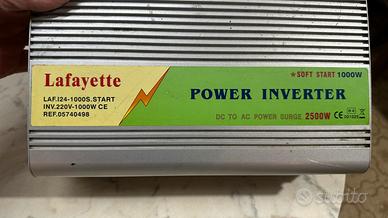 Lafayette
LAF.I24-1000S.START
INV.220V-1000W CE
REF.05740498
★SOFT START 1000W
POWER INVERTER
DC TO AC POWER SURGE 2500W CE
subito